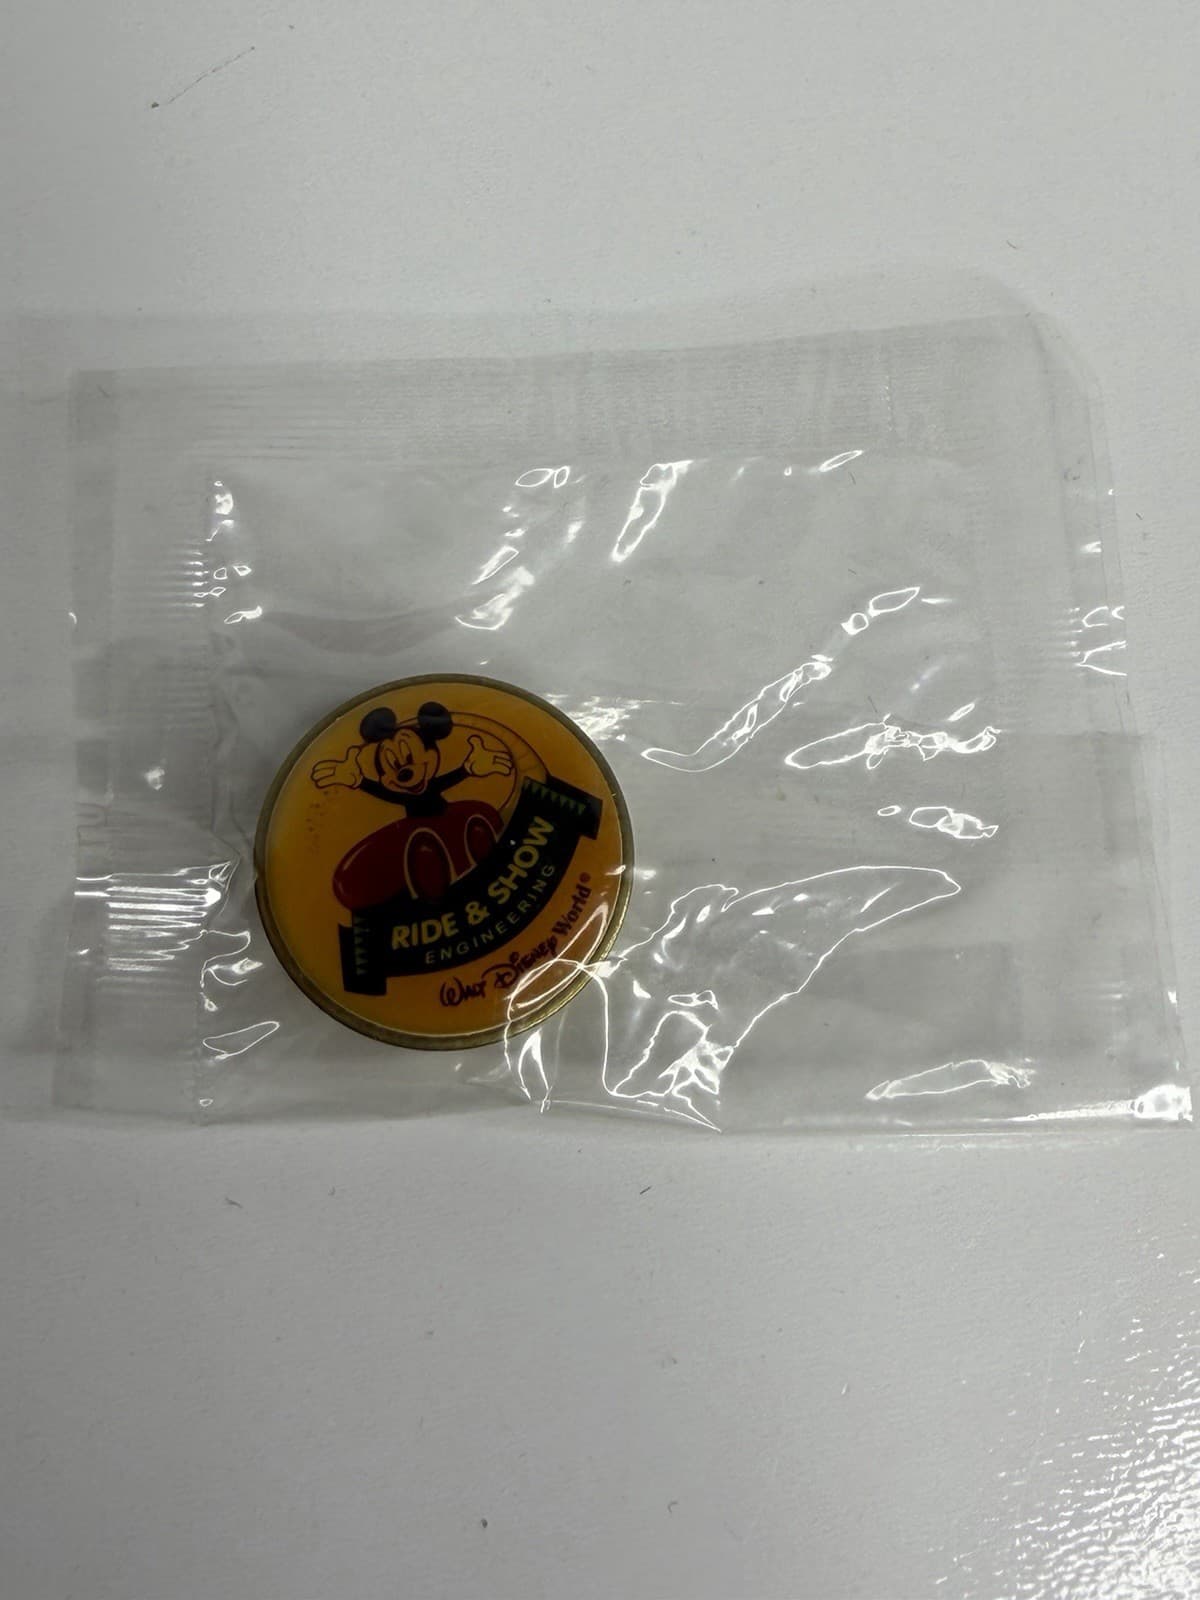 RIDE & SHOW
ENGINEERING
Walt Disney World®